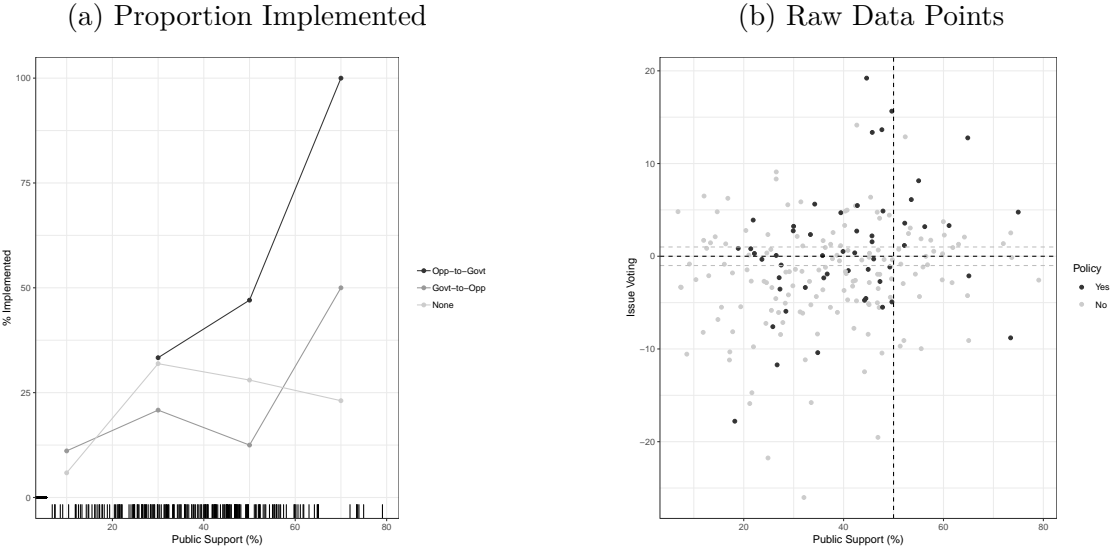 (a) Proportion Implemented
100
75
50
25
0
20
40
60
80
% Implemented
Public Support (%)
Opp−to−Govt
Govt−to−Opp
None
(b) Raw Data Points
20
10
0
−10
−20
20
40
60
80
Issue Voting
Public Support (%)
Policy
Yes
No